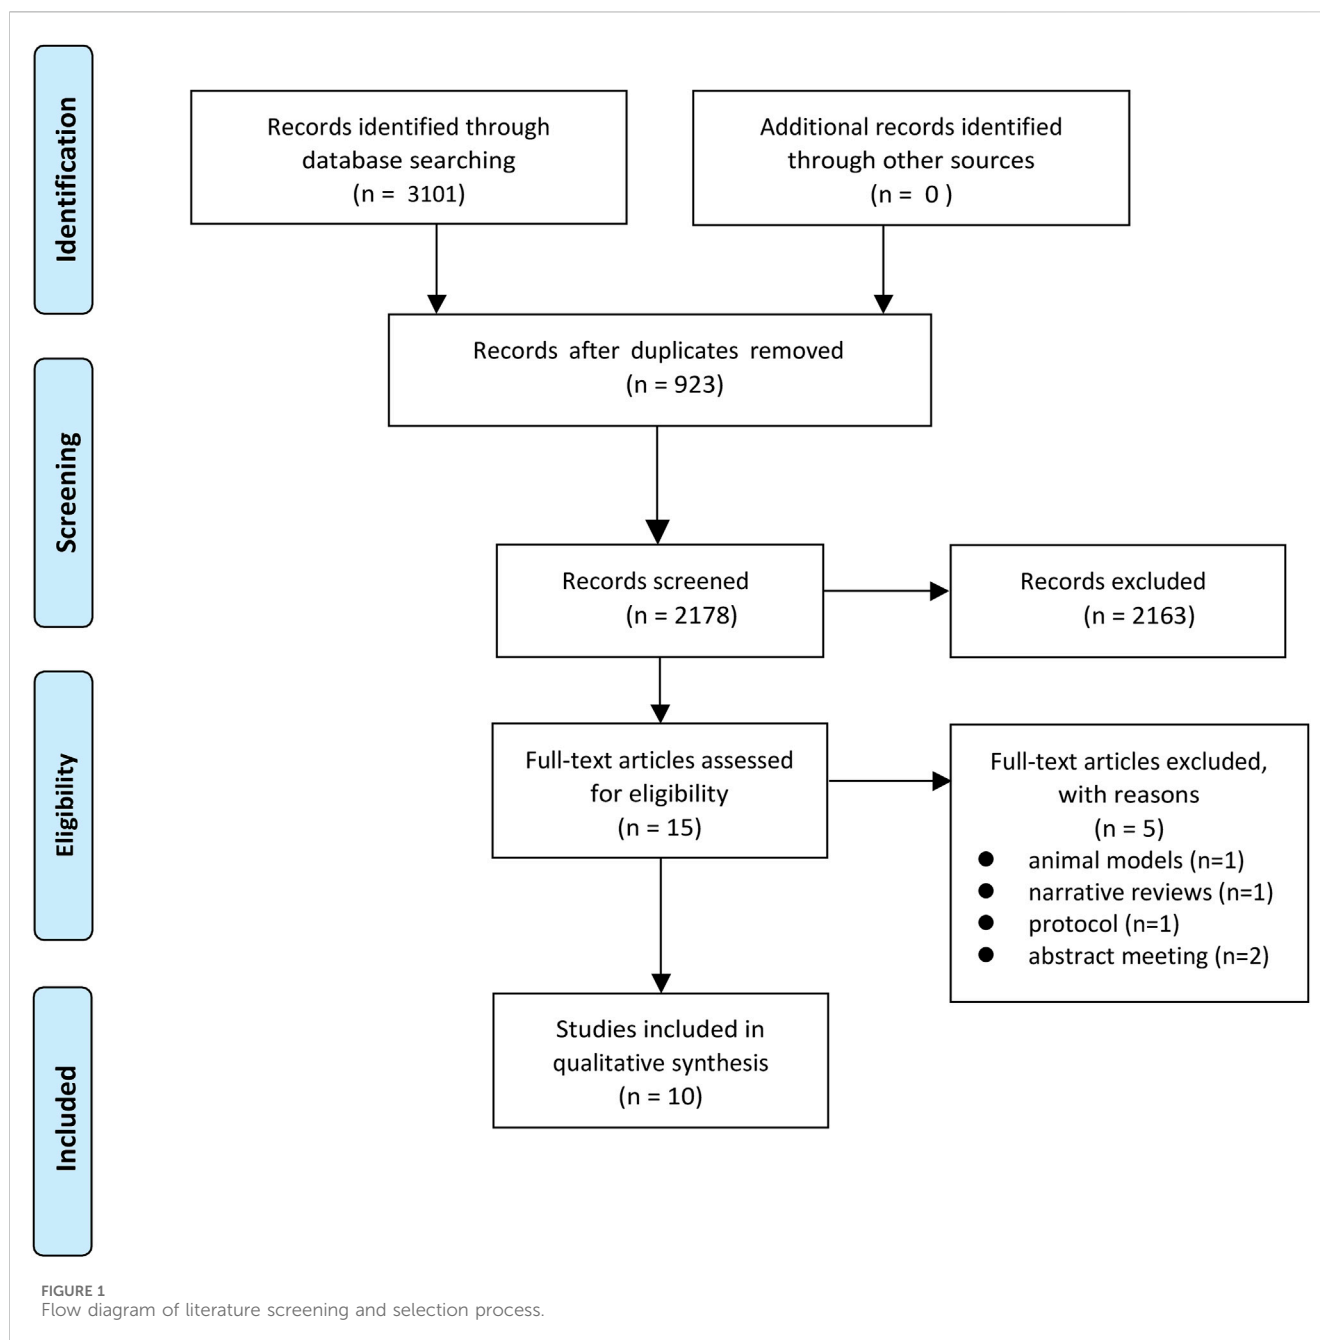 Identification
Records identified through
database searching
(n = 3101)
Additional records identified
through other sources
(n = 0 )
Records after duplicates removed
(n = 923)
Screening
Records screened
(n = 2178)
Records excluded
(n = 2163)
Eligibility
Full-text articles assessed
for eligibility
(n = 15)
Full-text articles excluded,
with reasons
(n = 5)
● animal models (n=1)
● narrative reviews (n=1)
● protocol (n=1)
● abstract meeting (n=2)
Included
Studies included in
qualitative synthesis
(n = 10)
FIGURE 1
Flow diagram of literature screening and selection process.